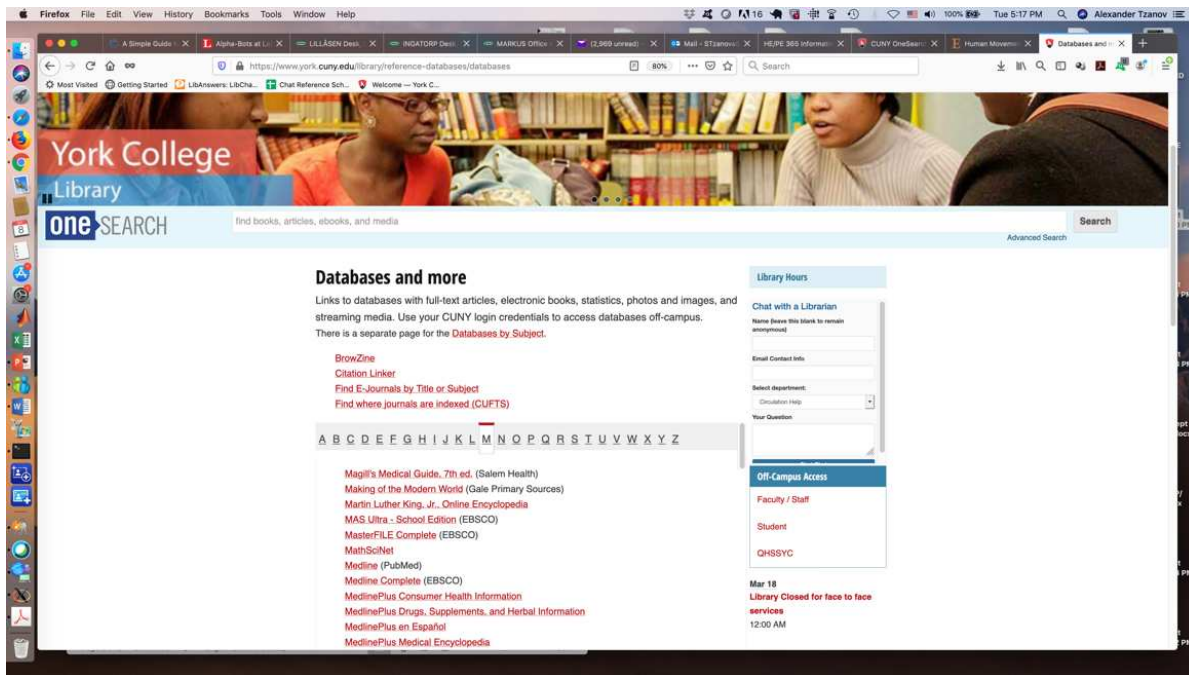 Firefox File Edit View History Bookmarks Tools Window Help
16 100% Tue 5:17 PM Alexander Tzanov
A Simple Guide
Alpha-Bots at Li
LILLÅSEN Desk
INGATORP Desk
MARKUS Office
(2,969 unread)
Mail - STzanova
HE/PE 365 informati
CUNY OneSearc
Human Movemen
Databases and m
https://www.york.cuny.edu/library/reference-databases/databases
80%
Search
Most Visited Getting Started LibAnswers: LibCha... Chat Reference Sch... Welcome — York C...
York College
Library
one SEARCH
find books, articles, ebooks, and media
Search
Advanced Search
Databases and more
Links to databases with full-text articles, electronic books, statistics, photos and images, and
streaming media. Use your CUNY login credentials to access databases off-campus.
There is a separate page for the Databases by Subject.
BrowZine
Citation Linker
Find E-Journals by Title or Subject
Find where journals are indexed (CUFTS)
A B C D E F G H I J K L M N O P Q R S T U V W X Y Z
Magill's Medical Guide, 7th ed. (Salem Health)
Making of the Modern World (Gale Primary Sources)
Martin Luther King, Jr., Online Encyclopedia
MAS Ultra - School Edition (EBSCO)
MasterFILE Complete (EBSCO)
MathSciNet
Medline (PubMed)
Medline Complete (EBSCO)
MedlinePlus Consumer Health Information
MedlinePlus Drugs, Supplements, and Herbal Information
MedlinePlus en Español
MedlinePlus Medical Encyclopedia
Library Hours
Chat with a Librarian
Name (leave this blank to remain
anonymous)
Email Contact Info
Select department:
Circulation Help
Your Question
Off-Campus Access
Faculty / Staff
Student
QHSSYC
Mar 18
Library Closed for face to face
services
12:00 AM